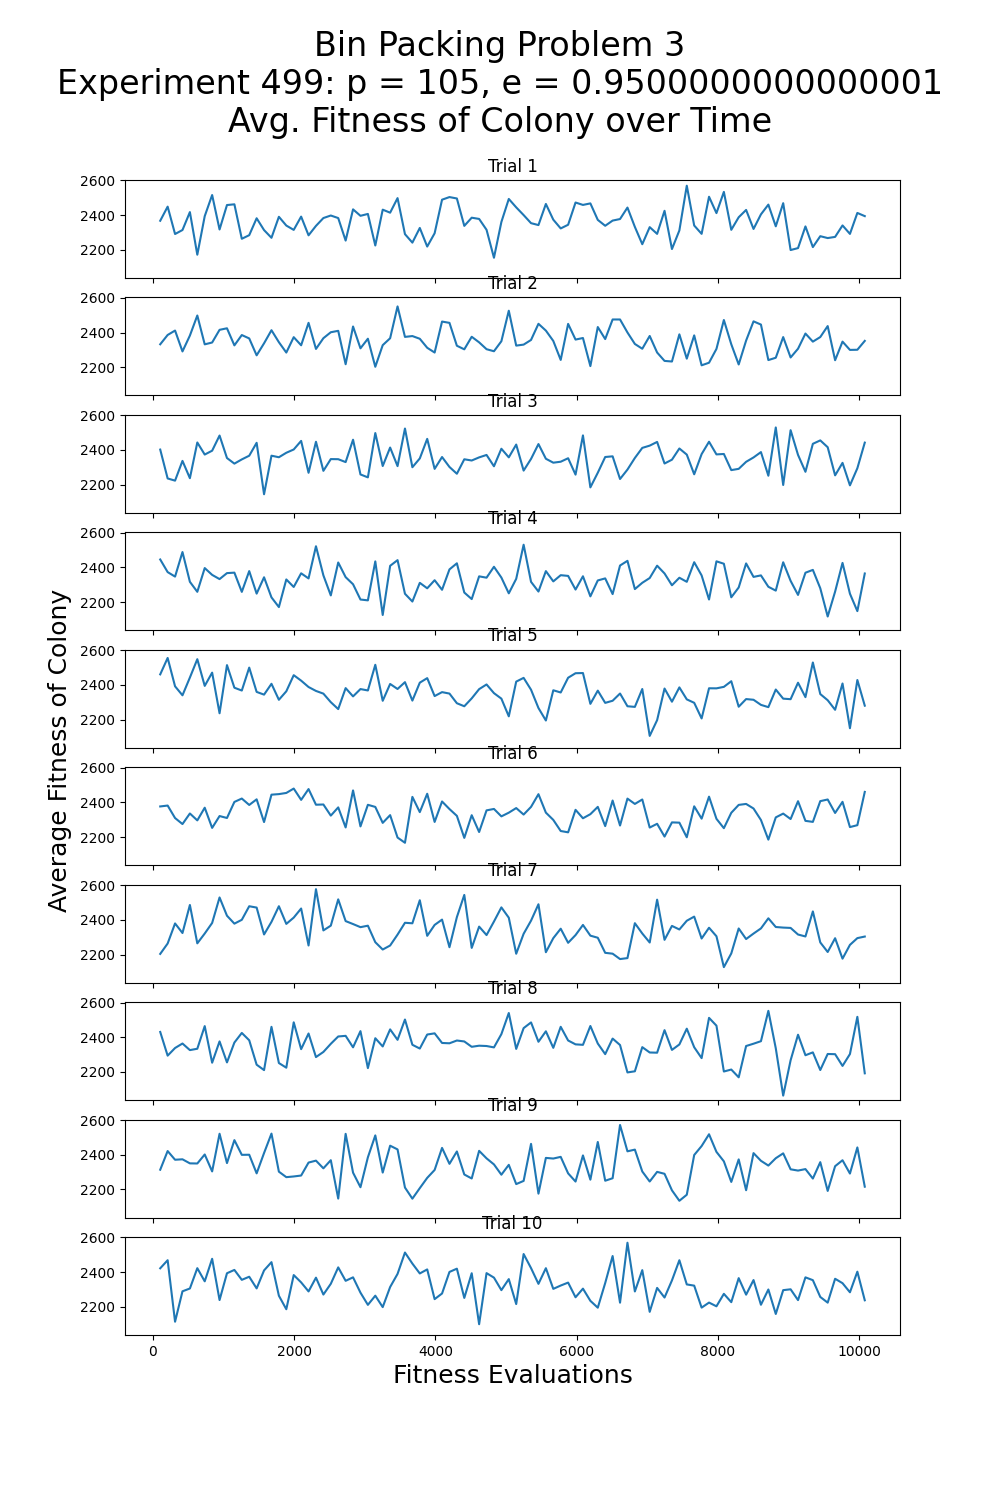 Bin Packing Problem 3
Experiment 499: p = 105, e = 0.9500000000000001
Avg. Fitness of Colony over Time
Trial 1
2600
2400
2200
Trial 2
2600
2400
2200
Trial 3
2600
2400
2200
Trial 4
2600
2400
2200
Trial 5
2600
2400
2200
Trial 6
2600
2400
2200
Trial 7
2600
2400
2200
Trial 8
2600
2400
2200
Trial 9
2600
2400
2200
Trial 10
2600
2400
2200
0 2000 4000 6000 8000 10000
Fitness Evaluations
Average Fitness of Colony